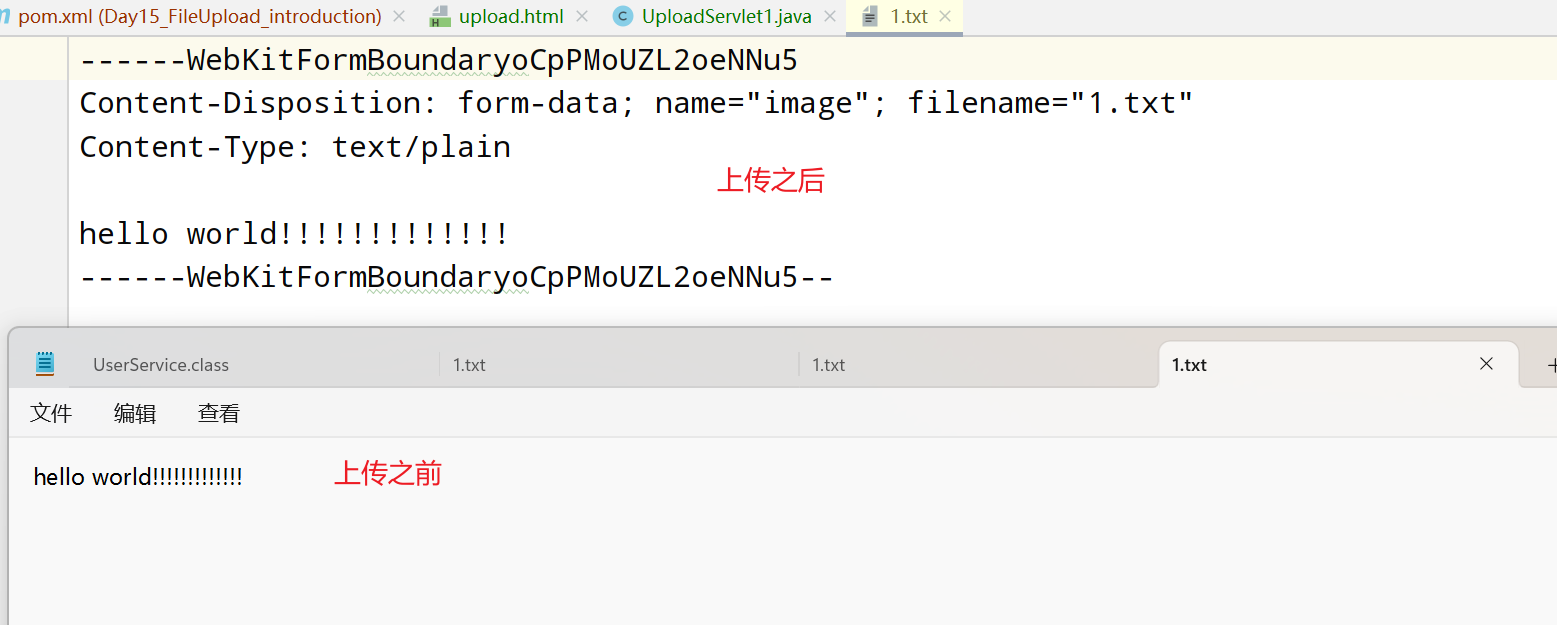 pom.xml (Day15_FileUpload_introduction) upload.html UploadServlet1.java 1.txt
------WebKitFormBoundaryoCpPMoUZL2oeNNu5
Content-Disposition: form-data; name="image"; filename="1.txt"
Content-Type: text/plain
上传之后
hello world!!!!!!!!!!!!!
------WebKitFormBoundaryoCpPMoUZL2oeNNu5--
UserService.class 1.txt 1.txt 1.txt
文件 编辑 查看
hello world!!!!!!!!!!!!! 上传之前